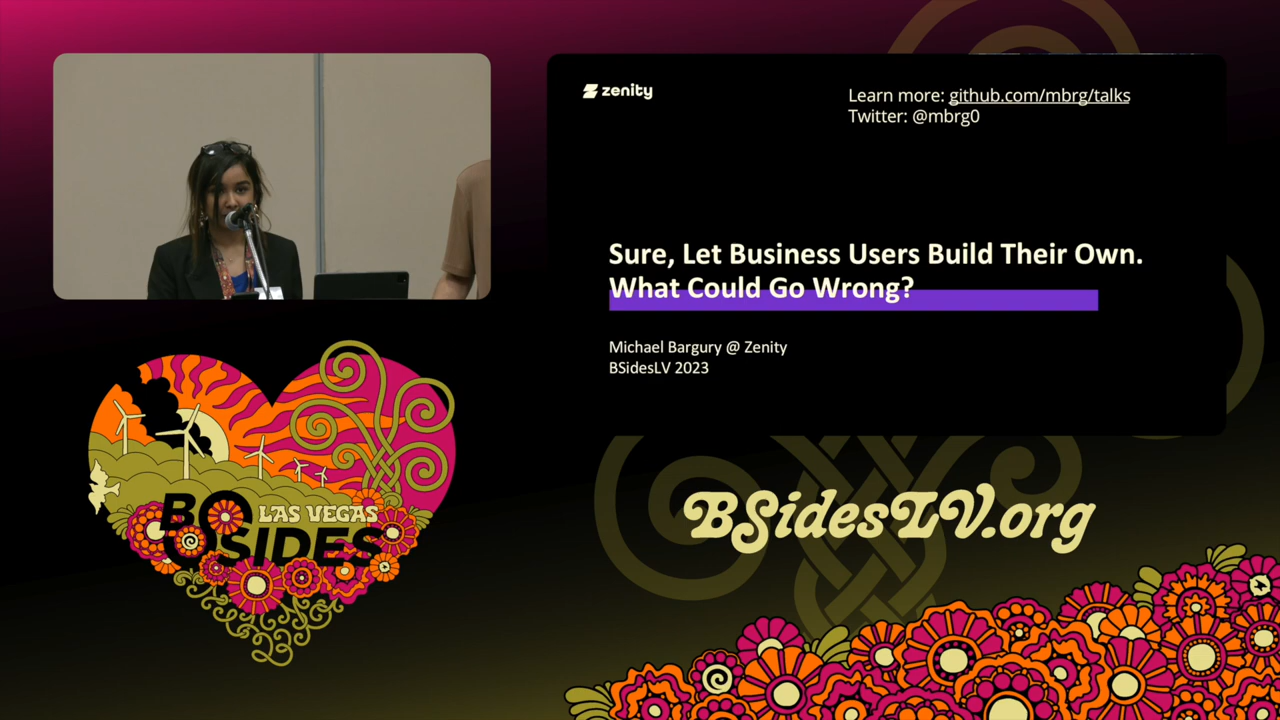 zenity
Learn more: github.com/mbrg/talks
Twitter: @mbrg0
Sure, Let Business Users Build Their Own.
What Could Go Wrong?
Michael Bargury @ Zenity
BSidesLV 2023
LAS VEGAS
BSIDES
23
BSidesLV.org